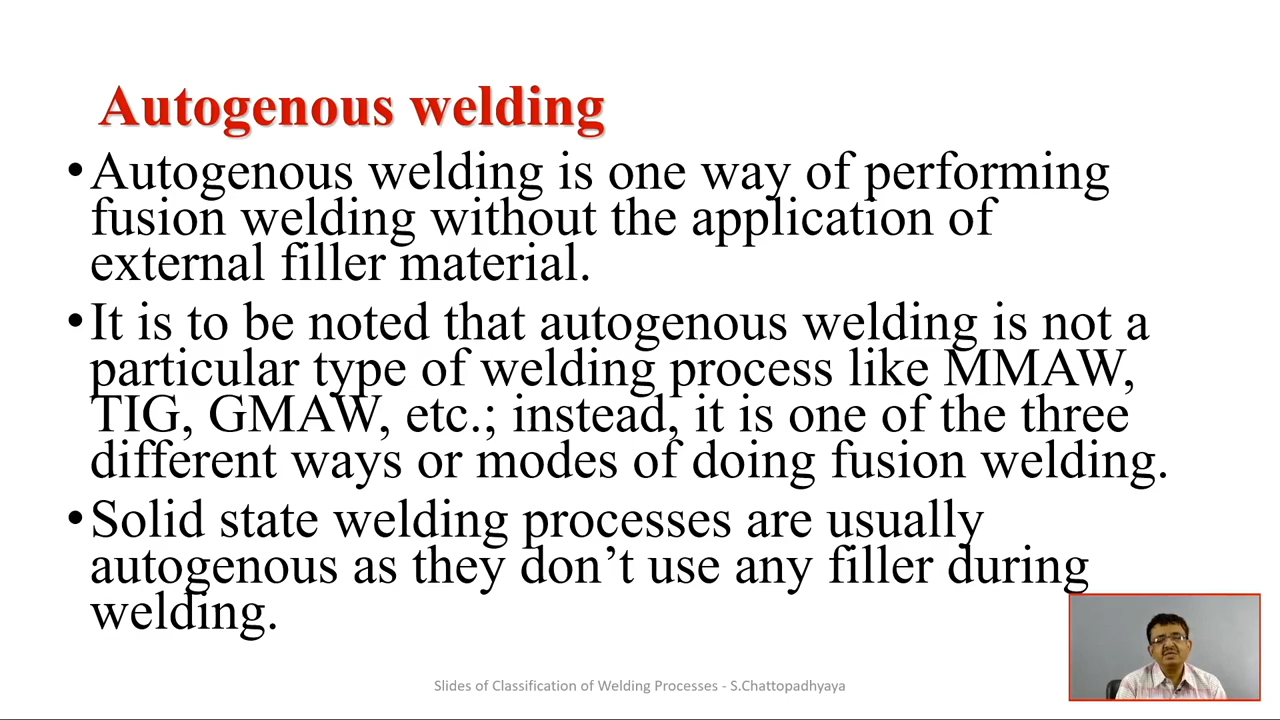 Autogenous welding
•Autogenous welding is one way of performing
fusion welding without the application of
external filler material.
•It is to be noted that autogenous welding is not a
particular type of welding process like MMAW,
TIG, GMAW, etc.; instead, it is one of the three
different ways or modes of doing fusion welding.
•Solid state welding processes are usually
autogenous as they don’t use any filler during
welding.
Slides of Classification of Welding Processes - S.Chattopadhyaya